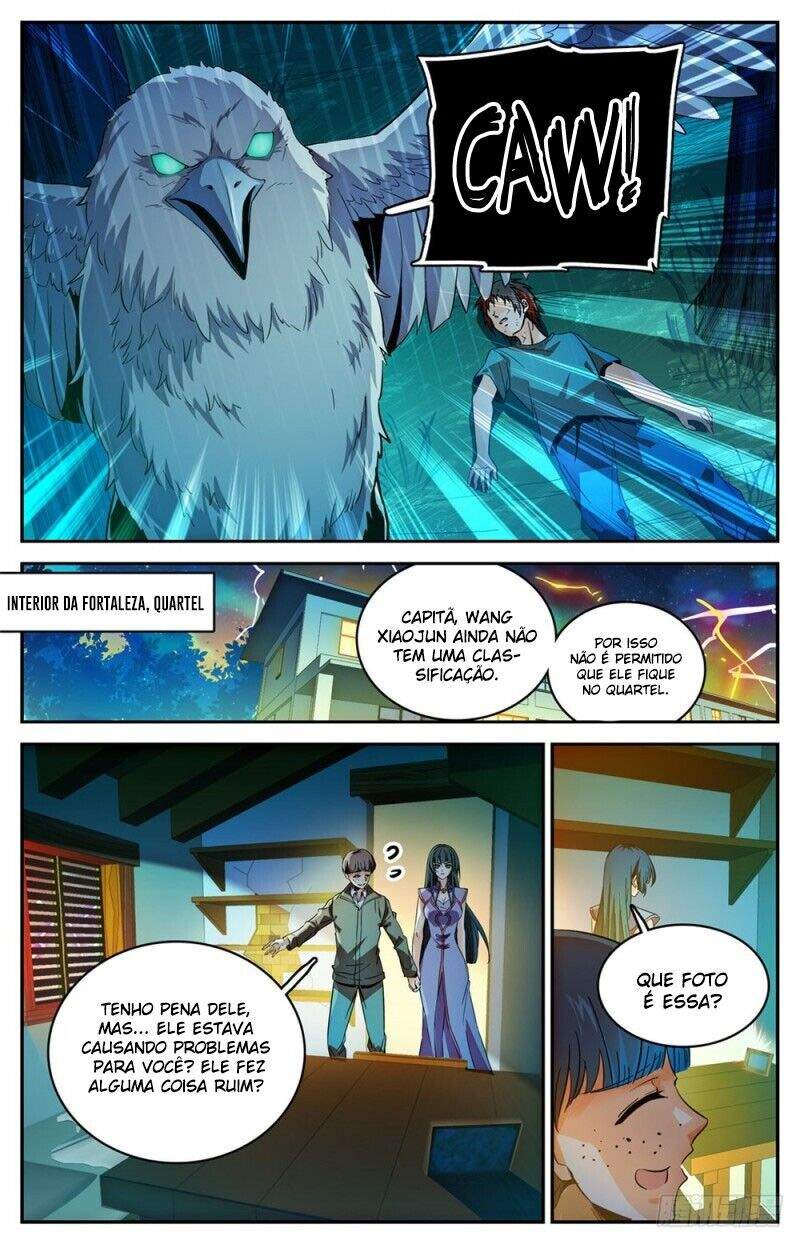 CAW!
INTERIOR DA FORTALEZA, QUARTEL
CAPITÃ, WANG
XIAOJUN AINDA NÃO
TEM UMA CLAS-
SIFICAÇÃO.
POR ISSO
NÃO É PERMITIDO
QUE ELE FIQUE
NO QUARTEL.
TENHO PENA DELE,
MAS... ELE ESTAVA
CAUSANDO PROBLEMAS
PARA VOCÊ? ELE FEZ
ALGUMA COISA RUIM?
QUE FOTO
É ESSA?